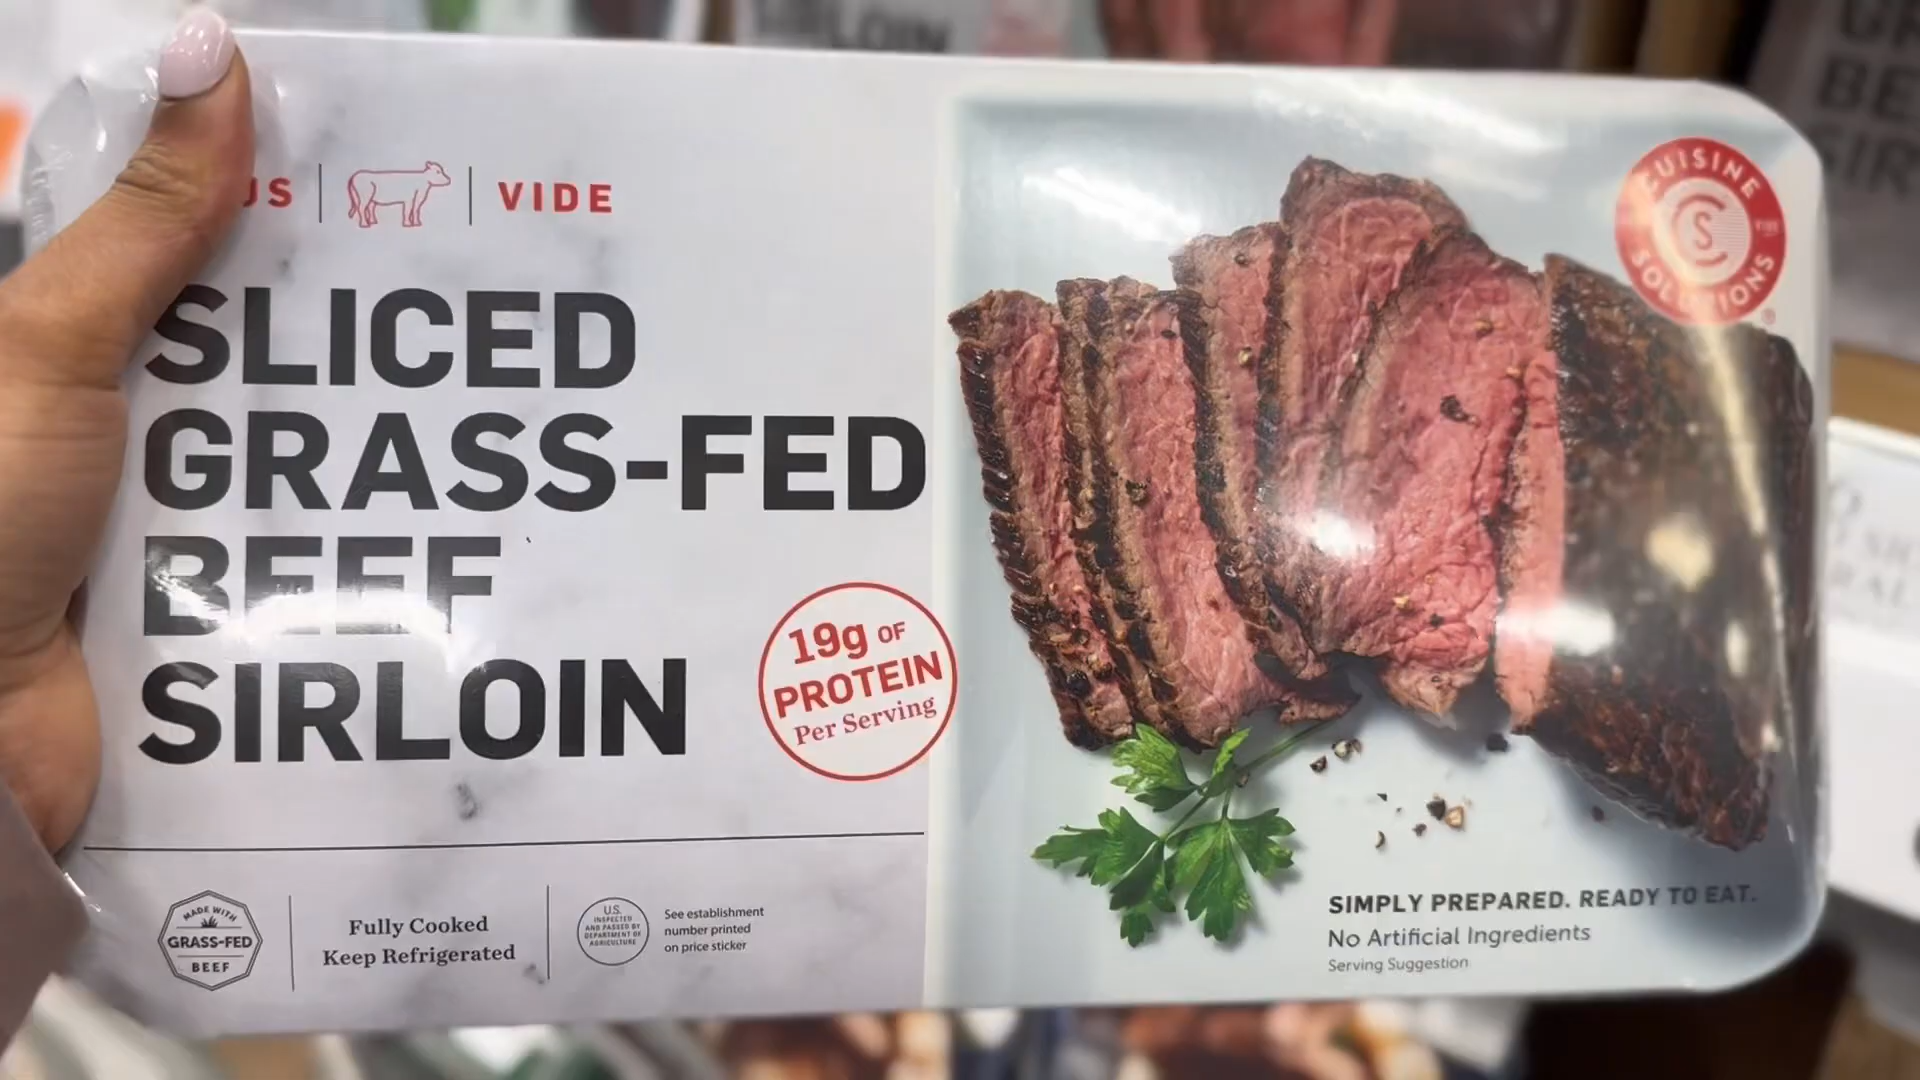 US | VIDE
SLICED
GRASS-FED
BEEF
SIRLOIN
19g OF
PROTEIN
Per Serving
MADE WITH
GRASS-FED
BEEF
Fully Cooked
Keep Refrigerated
U.S.
INSPECTED
AND PASSED BY
DEPARTMENT OF
AGRICULTURE
See establishment
number printed
on price sticker
CUISINE
CS
SOLUTIONS
®
SIMPLY PREPARED. READY TO EAT.
No Artificial Ingredients
Serving Suggestion